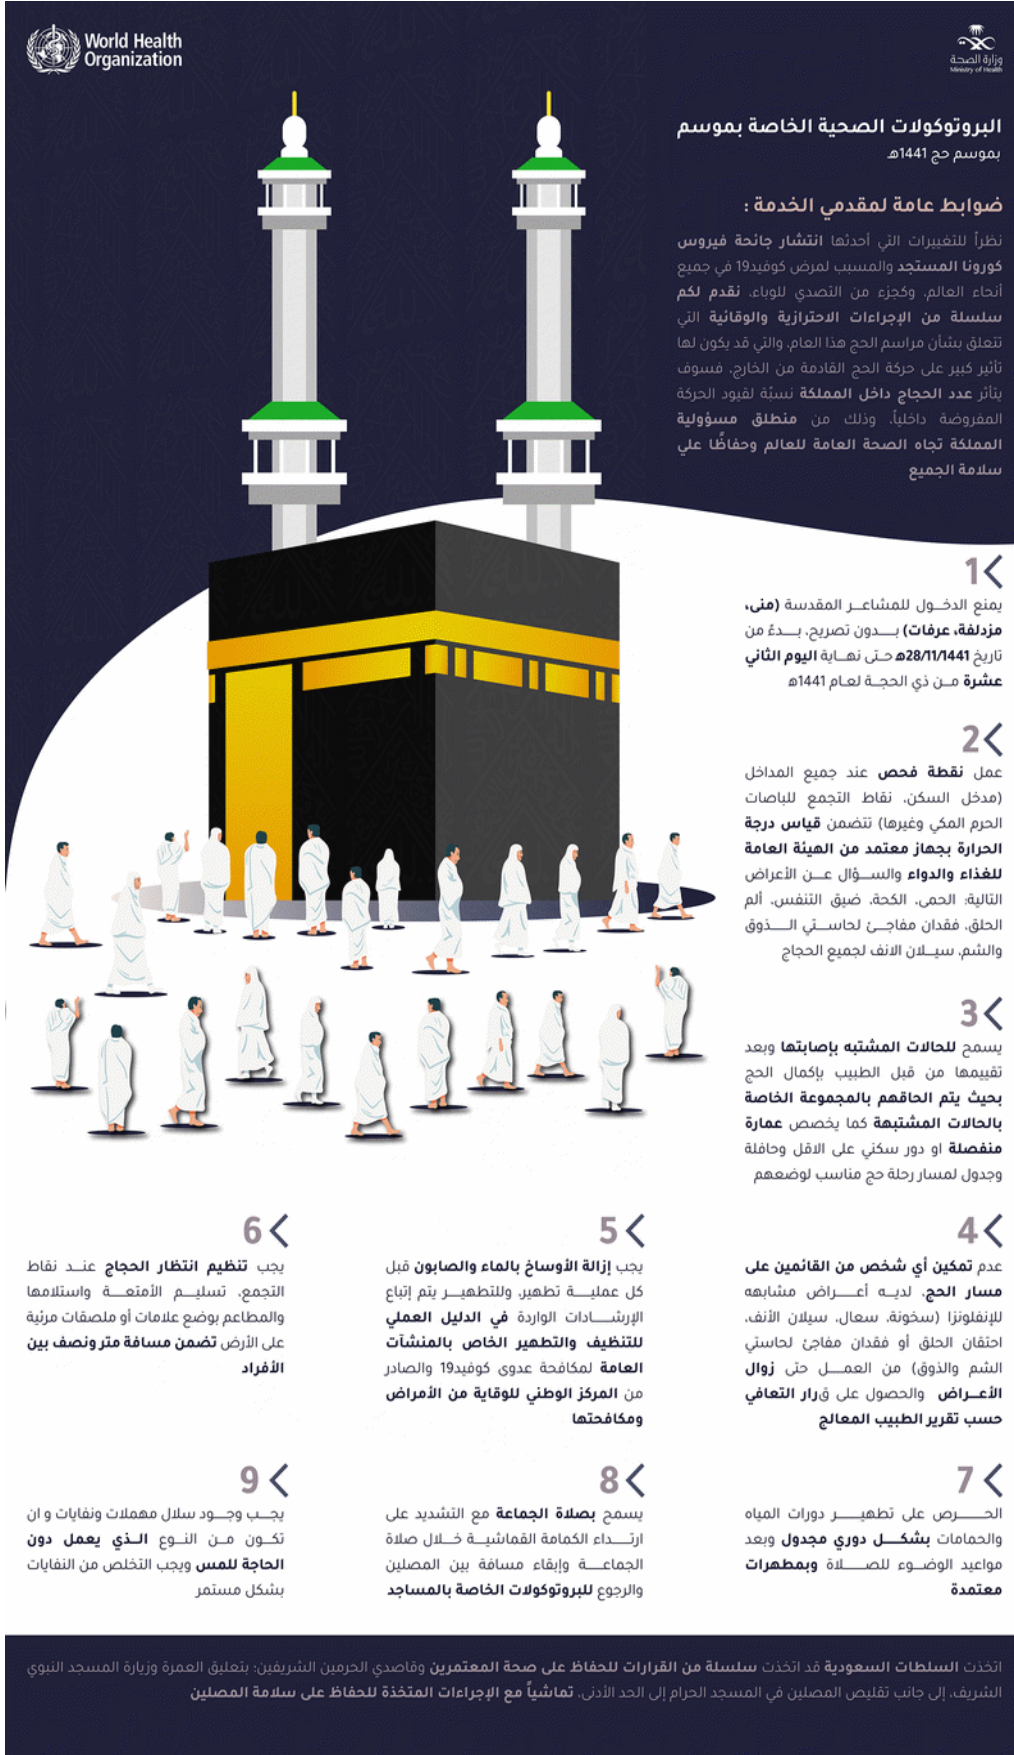 World Health
Organization
وزارة الصحة
Ministry of Health
البروتوكولات الصحية الخاصة بموسم
بموسم حج 1441هـ
ضوابط عامة لمقدمي الخدمة :
نظراً للتغييرات التي أحدثها انتشار جائحة فيروس
كورونا المستجد والمسبب لمرض كوفيد19 في جميع
أنحاء العالم، وكجزء من التصدي للوباء، نقدم لكم
سلسلة من الإجراءات الاحترازية والوقائية التي
تتعلق بشأن مراسم الحج هذا العام، والتي قد يكون لها
تأثير كبير على حركة الحج القادمة من الخارج، فسوف
يتأثر عدد الحجاج داخل المملكة نسبًة لقيود الحركة
المفروضة داخلياً، وذلك من منطلق مسؤولية
المملكة تجاه الصحة العامة للعالم وحفاظًا علي
سلامة الجميع
1
يمنع الدخول للمشاعر المقدسة (منى،
مزدلفة، عرفات) بدون تصريح، بدءً من
تاريخ 28/11/1441هـ حتى نهاية اليوم الثاني
عشرة من ذي الحجة لعام 1441هـ
2
عمل نقطة فحص عند جميع المداخل
(مدخل السكن، نقاط التجمع للباصات
الحرم المكي وغيرها) تتضمن قياس درجة
الحرارة بجهاز معتمد من الهيئة العامة
للغذاء والدواء والسؤال عن الأعراض
التالية: الحمى، الكحة، ضيق التنفس، ألم
الحلق، فقدان مفاجئ لحاستي الذوق
والشم، سيلان الانف لجميع الحجاج
3
يسمح للحالات المشتبه بإصابتها وبعد
تقييمها من قبل الطبيب بإكمال الحج
بحيث يتم الحاقهم بالمجموعة الخاصة
بالحالات المشتبهة كما يخصص عمارة
منفصلة او دور سكني على الاقل وحافلة
وجدول لمسار رحلة حج مناسب لوضعهم
4
عدم تمكين أي شخص من القائمين على
مسار الحج، لديه أعراض مشابهه
للإنفلونزا (سخونة، سعال، سيلان الأنف،
احتقان الحلق أو فقدان مفاجئ لحاستي
الشم والذوق) من العمل حتى زوال
الأعراض والحصول على قرار التعافي
حسب تقرير الطبيب المعالج
5
يجب إزالة الأوساخ بالماء والصابون قبل
كل عملية تطهير، وللتطهير يتم إتباع
الإرشادات الواردة في الدليل العملي
للتنظيف والتطهير الخاص بالمنشآت
العامة لمكافحة عدوى كوفيد19 والصادر
من المركز الوطني للوقاية من الأمراض
ومكافحتها
6
يجب تنظيم انتظار الحجاج عند نقاط
التجمع، تسليم الأمتعة واستلامها
والمطاعم بوضع علامات أو ملصقات مرئية
على الأرض تضمن مسافة متر ونصف بين
الأفراد
7
الحرص على تطهير دورات المياه
والحمامات بشكل دوري مجدول وبعد
مواعيد الوضوء للصلاة وبمطهرات
معتمدة
8
يسمح بصلاة الجماعة مع التشديد على
ارتداء الكمامة القماشية خلال صلاة
الجماعة وإبقاء مسافة بين المصلين
والرجوع للبروتوكولات الخاصة بالمساجد
9
يجب وجود سلال مهملات ونفايات و ان
تكون من النوع الذي يعمل دون
الحاجة للمس ويجب التخلص من النفايات
بشكل مستمر
اتخذت السلطات السعودية قد اتخذت سلسلة من القرارات للحفاظ على صحة المعتمرين وقاصدي الحرمين الشريفين: بتعليق العمرة وزيارة المسجد النبوي
الشريف، إلى جانب تقليص المصلين في المسجد الحرام إلى الحد الأدنى، تماشياً مع الإجراءات المتخذة للحفاظ على سلامة المصلين